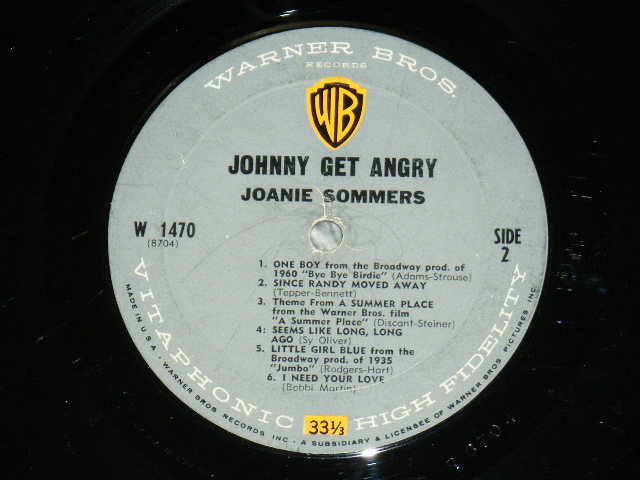 WARNER BROS.
RECORDS
WB
JOHNNY GET ANGRY
JOANIE SOMMERS
W 1470
(8704)
SIDE
2
1. ONE BOY from the Broadway prod. of
1960 "Bye Bye Birdie" (Adams-Strouse)
2. SINCE RANDY MOVED AWAY
(Tepper-Bennett)
3. Theme From A SUMMER PLACE
from the Warner Bros. film
"A Summer Place" (Discant-Steiner)
4. SEEMS LIKE LONG, LONG
AGO (Sy Oliver)
5. LITTLE GIRL BLUE from the
Broadway prod. of 1935
"Jumbo" (Rodgers-Hart)
6. I NEED YOUR LOVE
(Bobbi Martin)
VITAPHONIC 33⅓ HIGH FIDELITY
MADE IN U.S.A. • WARNER BROS. RECORDS INC. • A SUBSIDIARY & LICENSEE OF WARNER BROS. PICTURES INC.